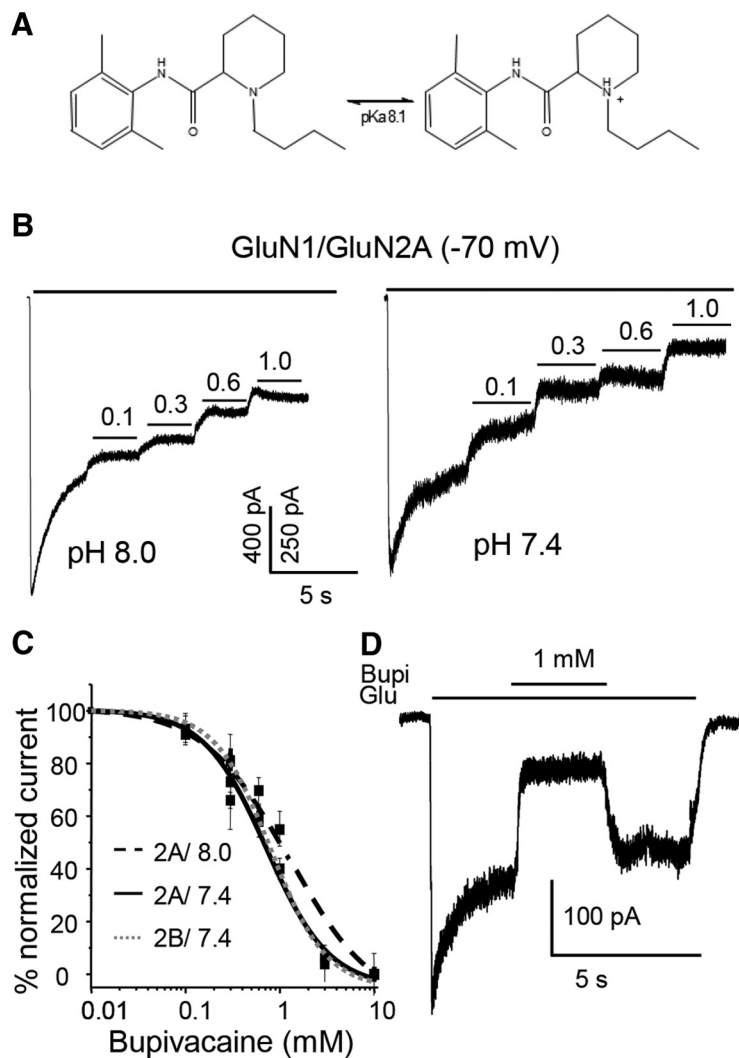 A
H
N
N
O
pKa 8.1
H
N
O
H
N
+
B
GluN1/GluN2A (-70 mV)
0.1
0.3
0.6
1.0
pH 8.0
400 pA
250 pA
5 s
0.1
0.3
0.6
1.0
pH 7.4
C
% normalized current
100
80
60
40
20
0
2A/ 8.0
2A/ 7.4
2B/ 7.4
0.01
0.1
1
10
Bupivacaine (mM)
D
Bupi
1 mM
Glu
100 pA
5 s